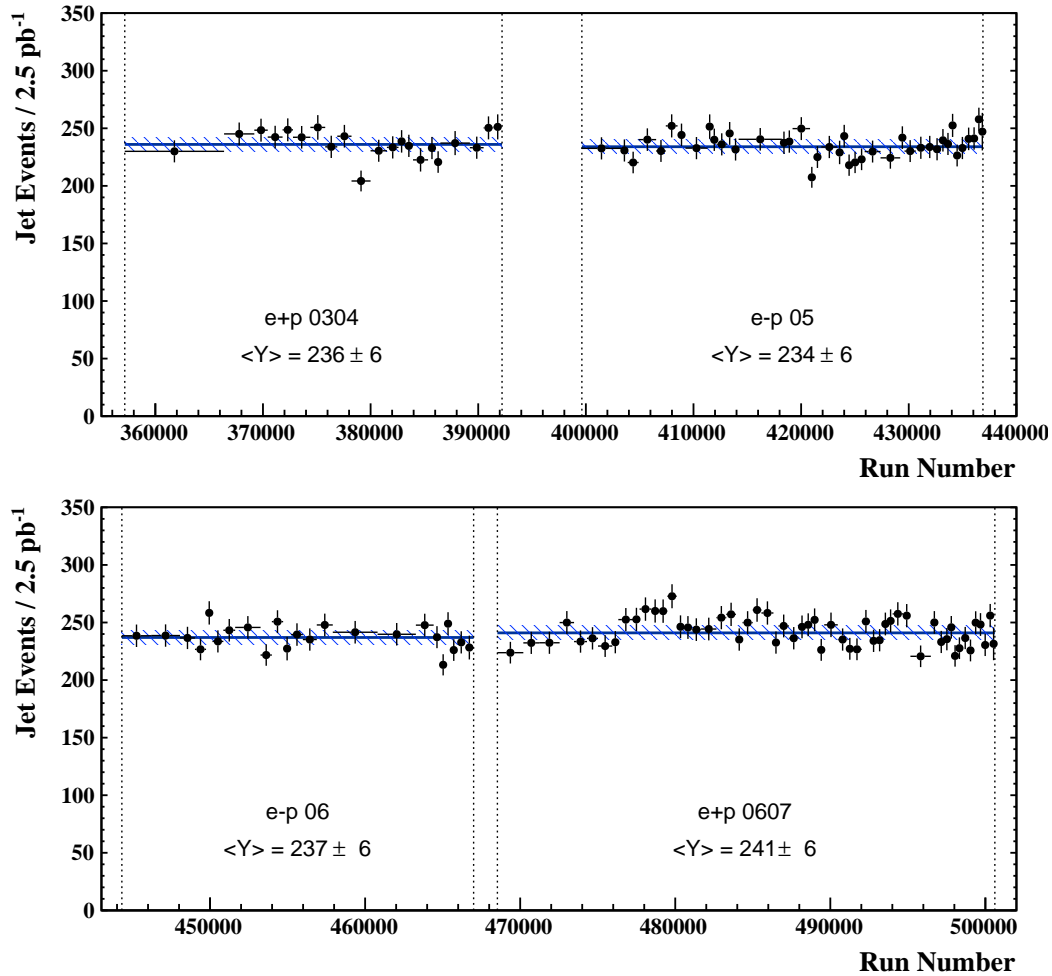 Jet Events / 2.5 pb-1
350
300
250
200
150
100
50
0
e+p 0304
<Y> = 236 ± 6
e-p 05
<Y> = 234 ± 6
360000 370000 380000 390000 400000 410000 420000 430000 440000
Run Number
Jet Events / 2.5 pb-1
350
300
250
200
150
100
50
0
e-p 06
<Y> = 237 ± 6
e+p 0607
<Y> = 241 ± 6
450000 460000 470000 480000 490000 500000
Run Number